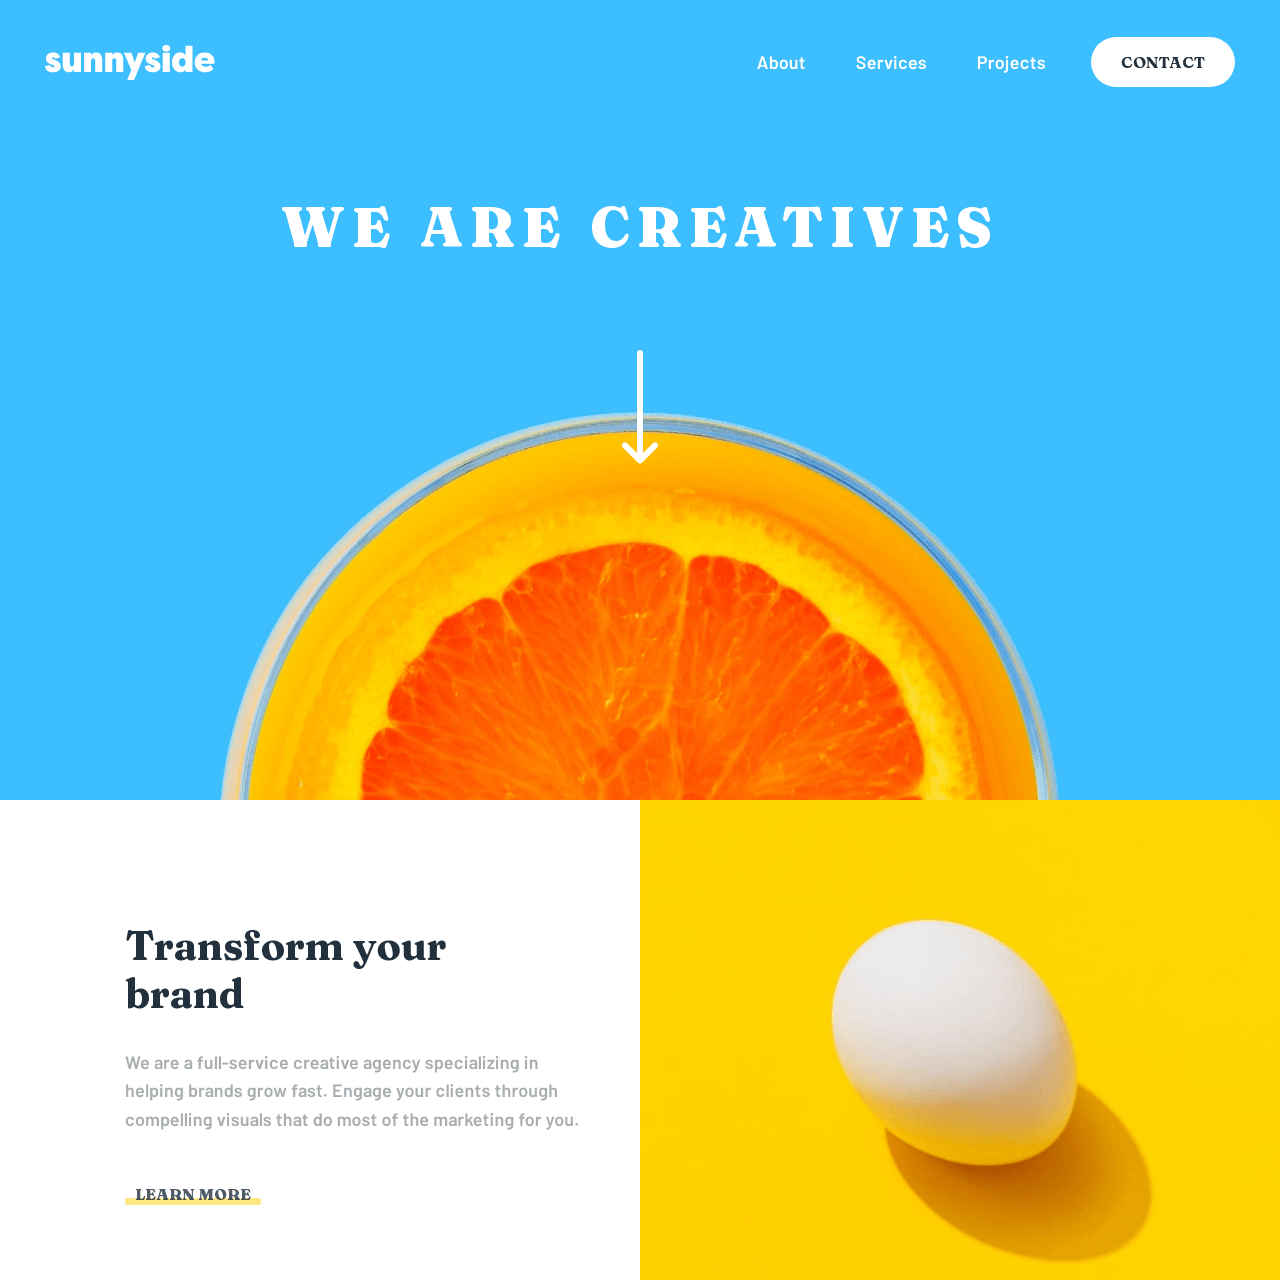 sunnyside
About
Services
Projects
CONTACT
WE ARE CREATIVES
Transform your
brand
We are a full-service creative agency specializing in
helping brands grow fast. Engage your clients through
compelling visuals that do most of the marketing for you.
LEARN MORE